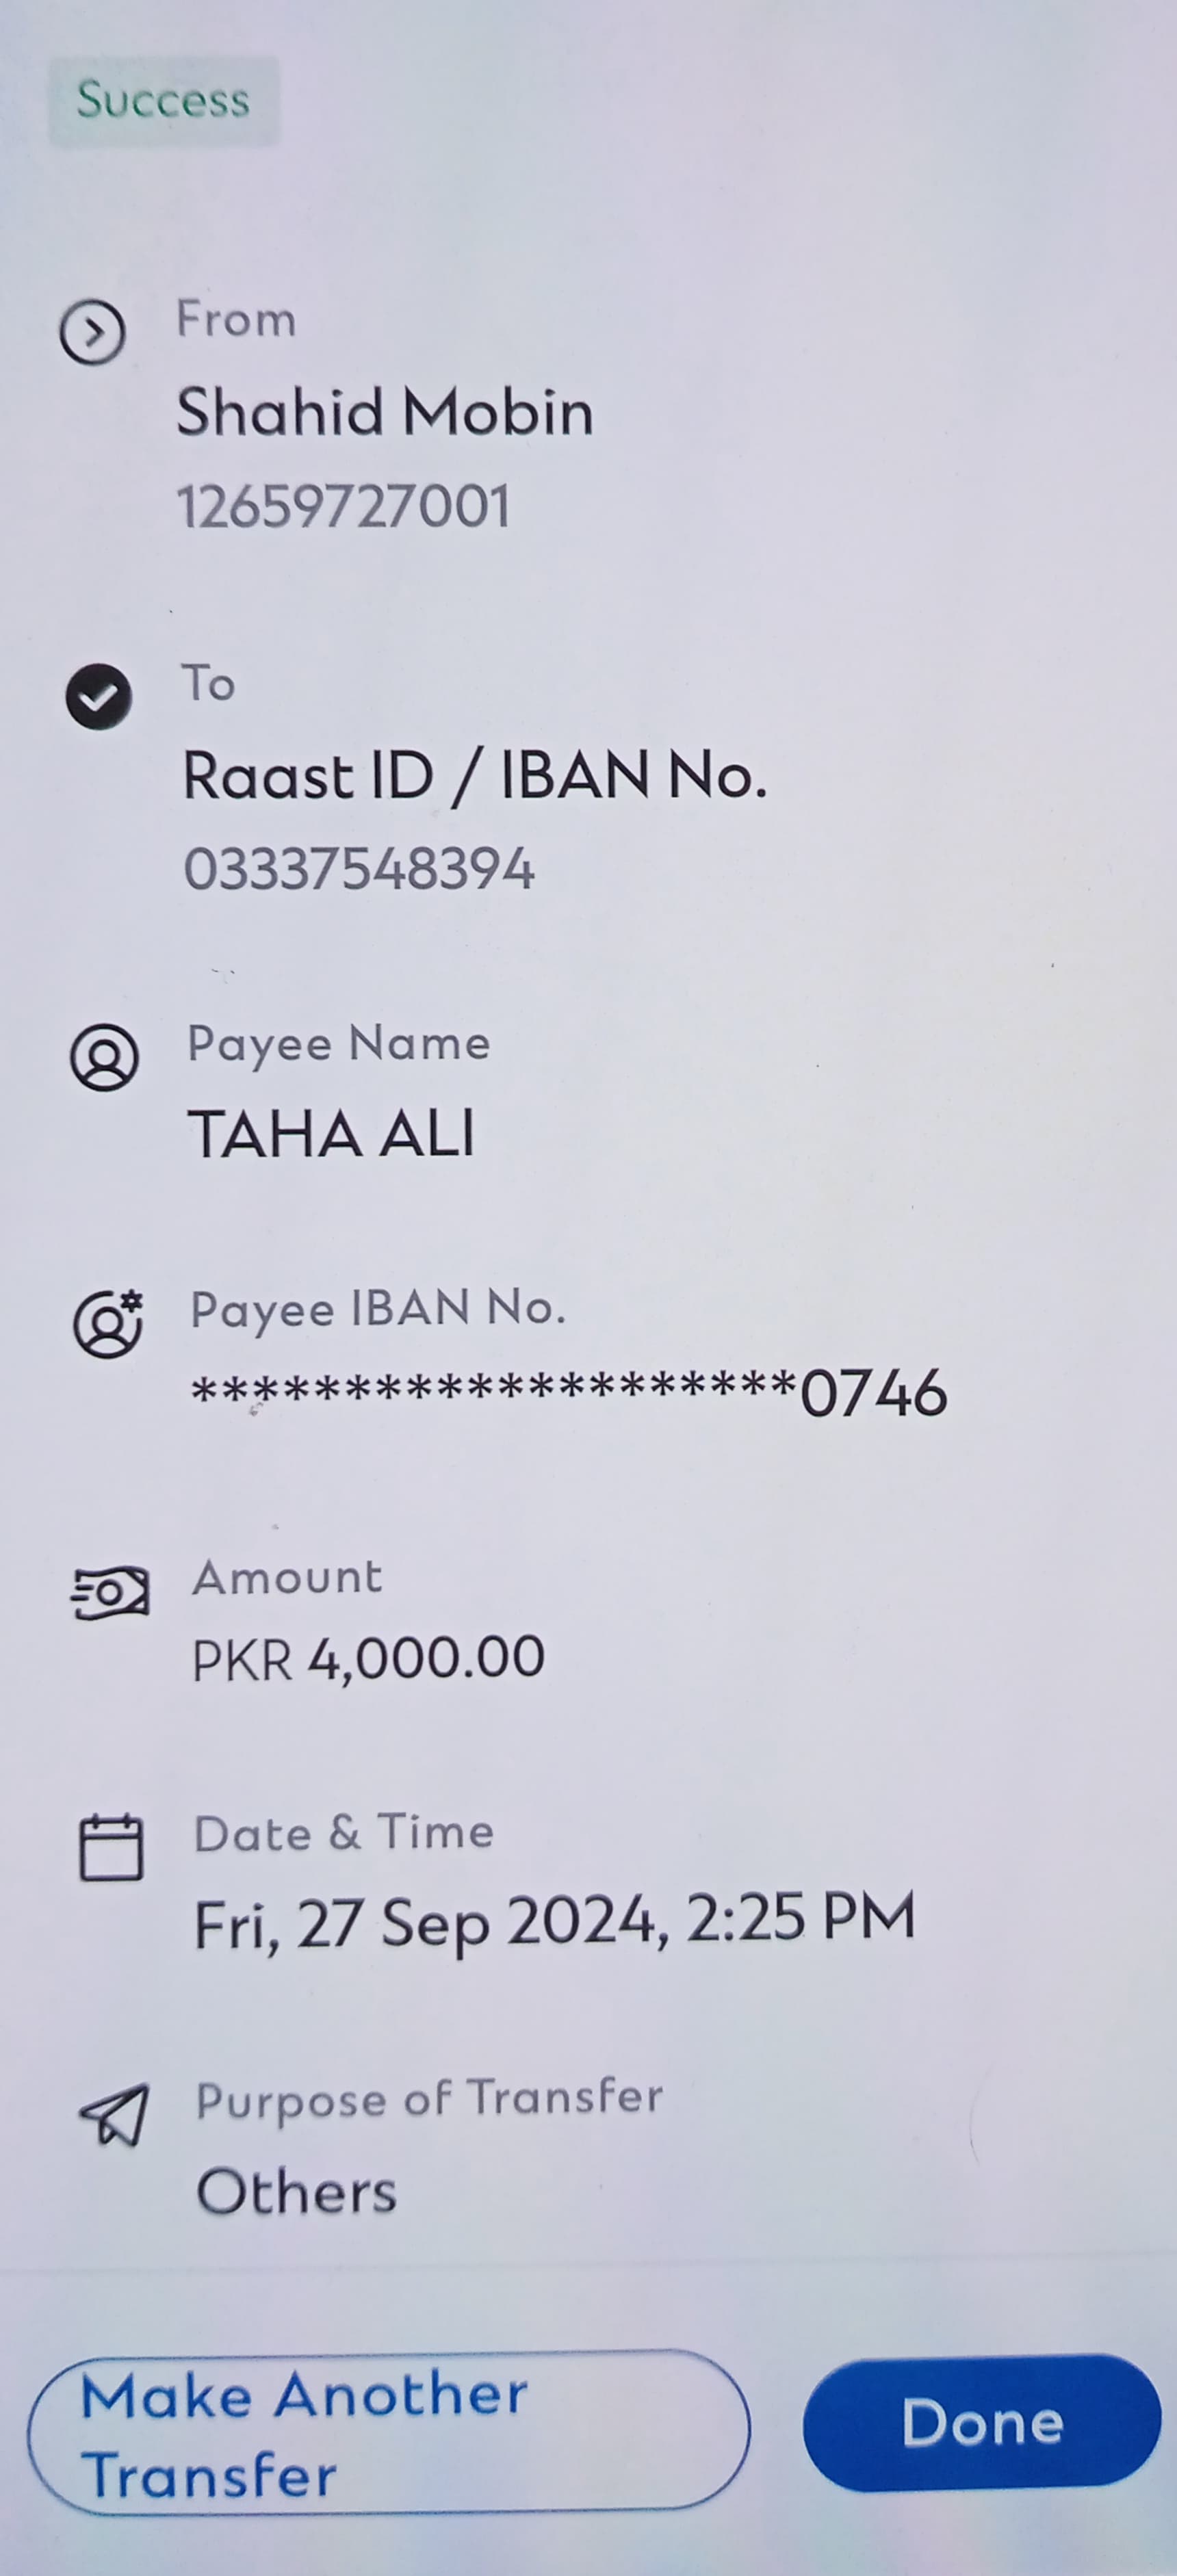 Success
From
Shahid Mobin
12659727001
To
Raast ID / IBAN No.
03337548394
Payee Name
TAHA ALI
Payee IBAN No.
********************0746
Amount
PKR 4,000.00
Date & Time
Fri, 27 Sep 2024, 2:25 PM
Purpose of Transfer
Others
Make Another
Transfer
Done